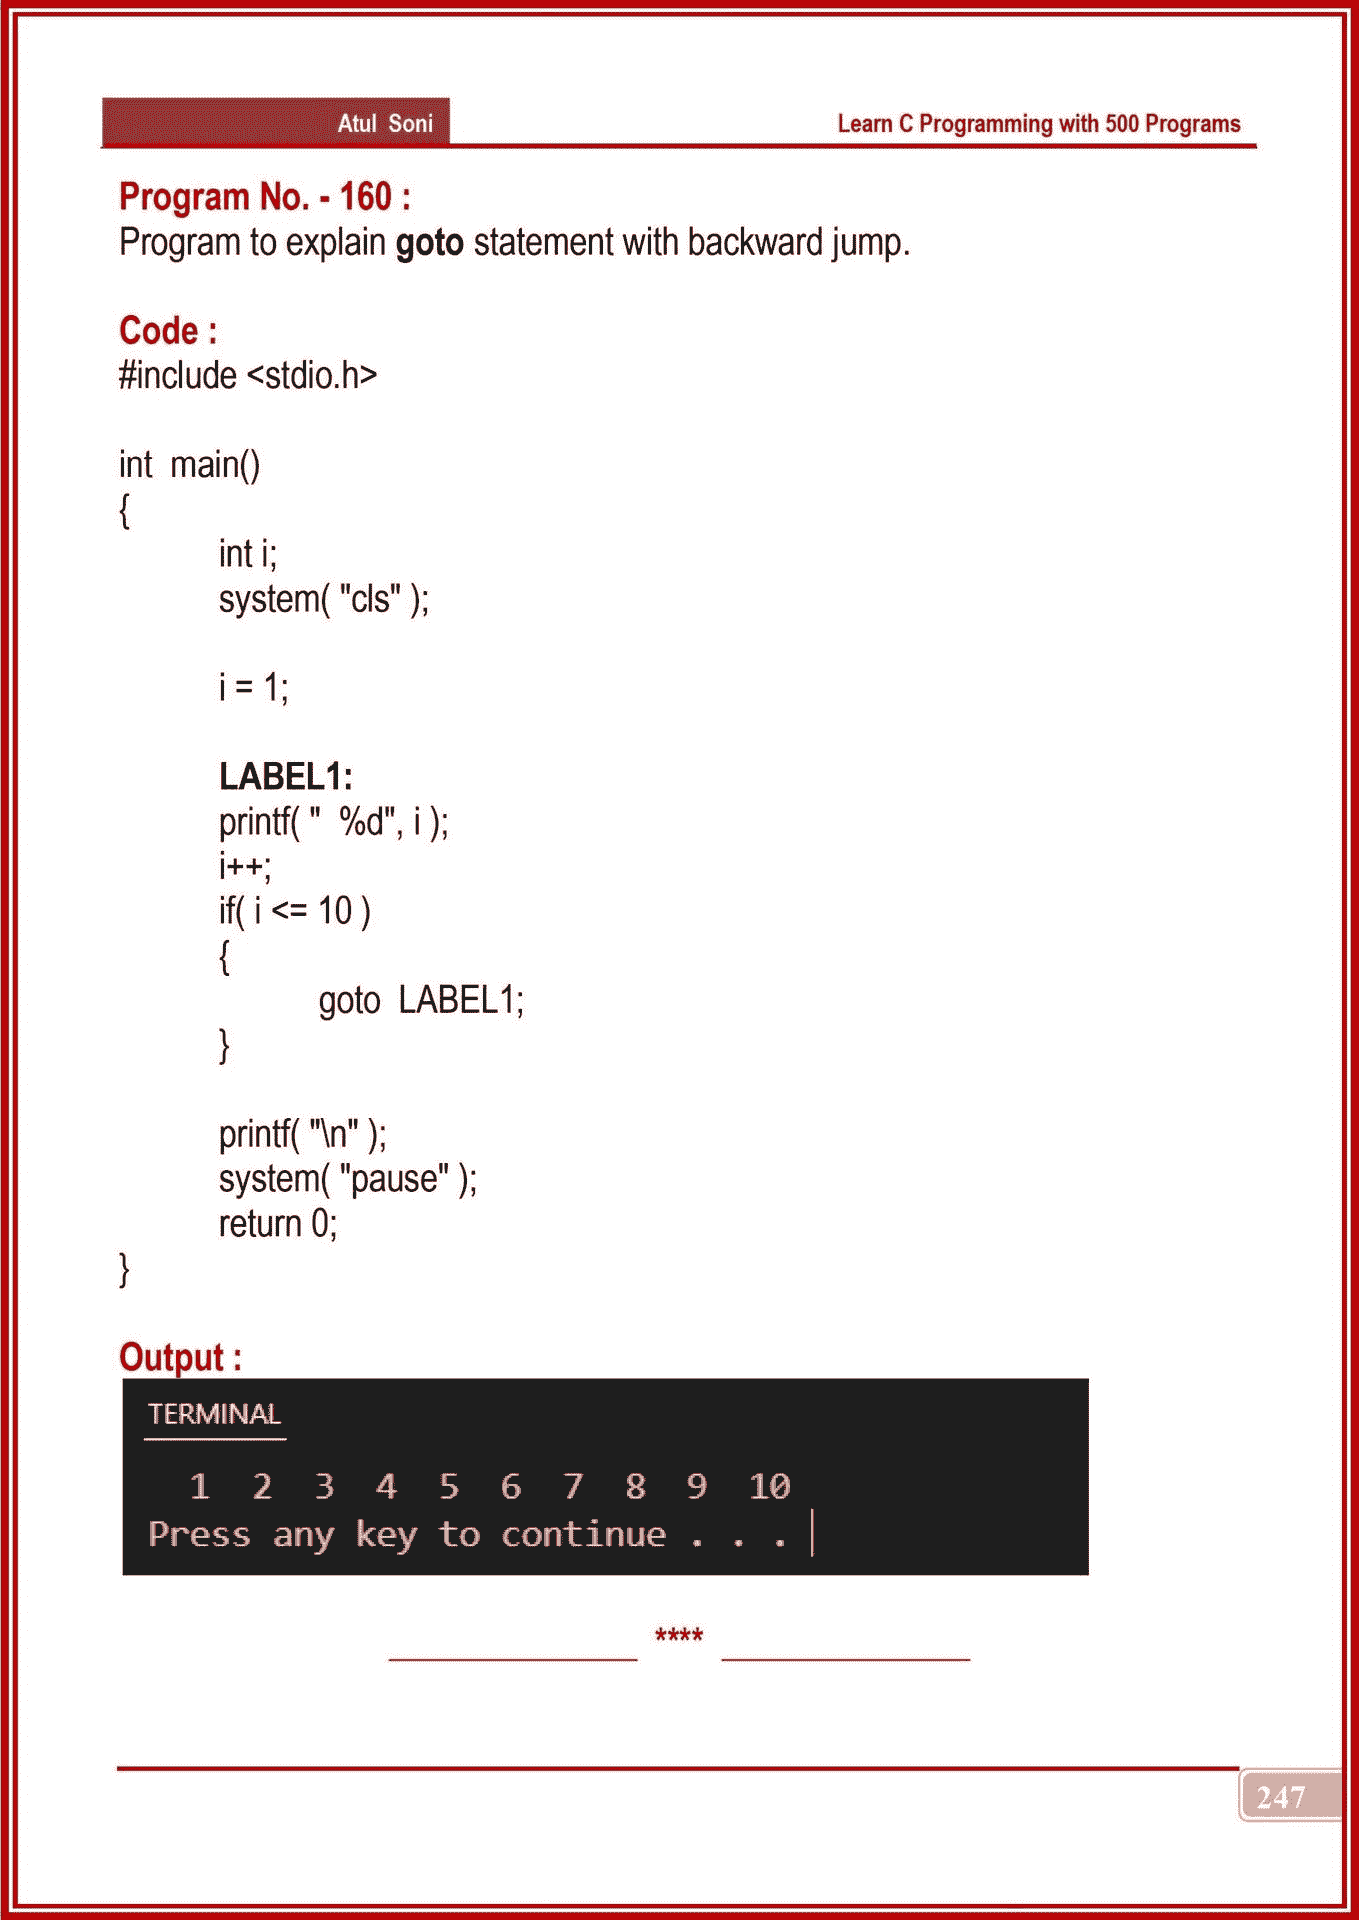 Atul  Soni
Learn C Programming with 500 Programs
Program No. - 160 :
Program to explain goto statement with backward jump.
Code :
#include <stdio.h>
int  main()
{
int i;
system( "cls" );
i = 1;
LABEL1:
printf( "  %d", i );
i++;
if( i <= 10 )
{
goto  LABEL1;
}
printf( "\n" );
system( "pause" );
return 0;
}
Output :
TERMINAL
1  2  3  4  5  6  7  8  9  10
Press any key to continue . . .
****
247